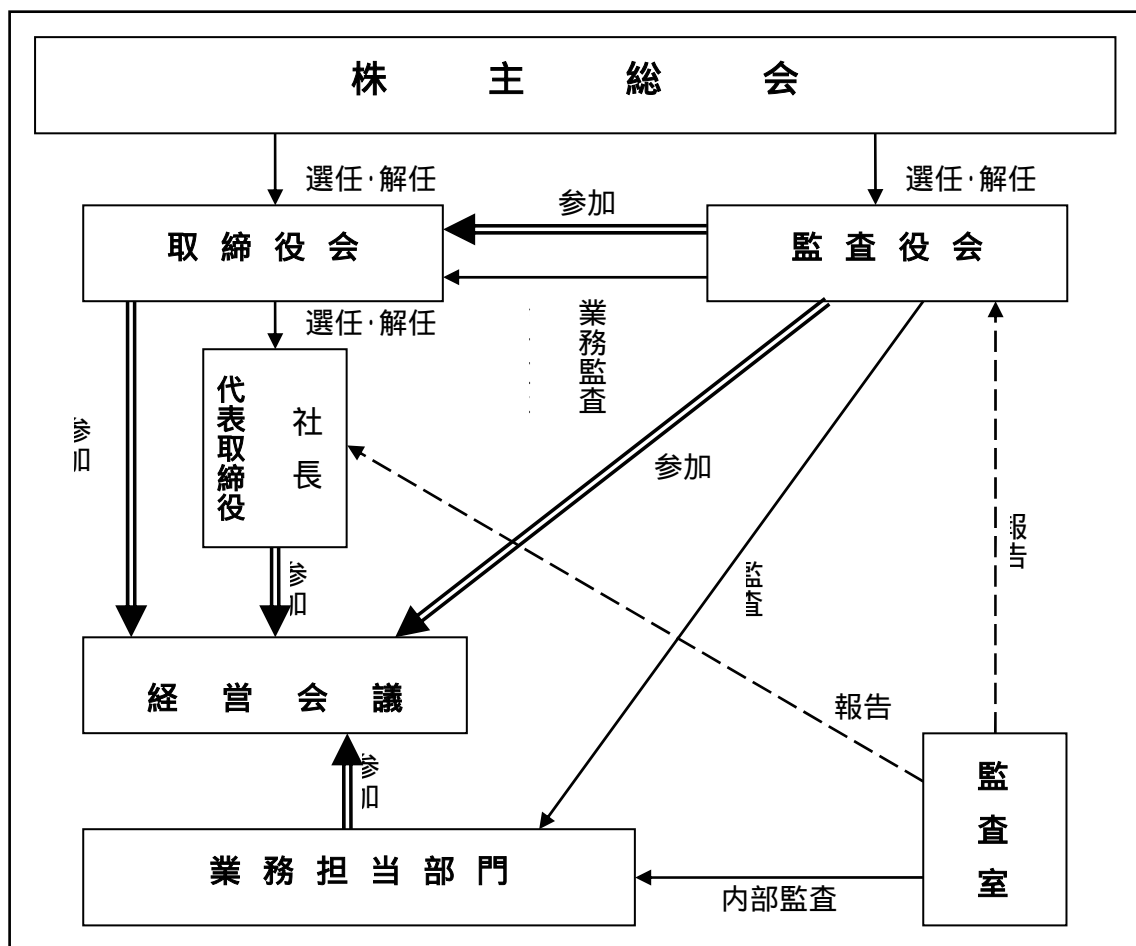 株主総会
選任・解任
選任・解任
参加
取締役会
監査役会
選任・解任
業務監査
代表取締役
社長
参加
参加
参加
監査
報告
経営会議
報告
参加
監査室
業務担当部門
内部監査